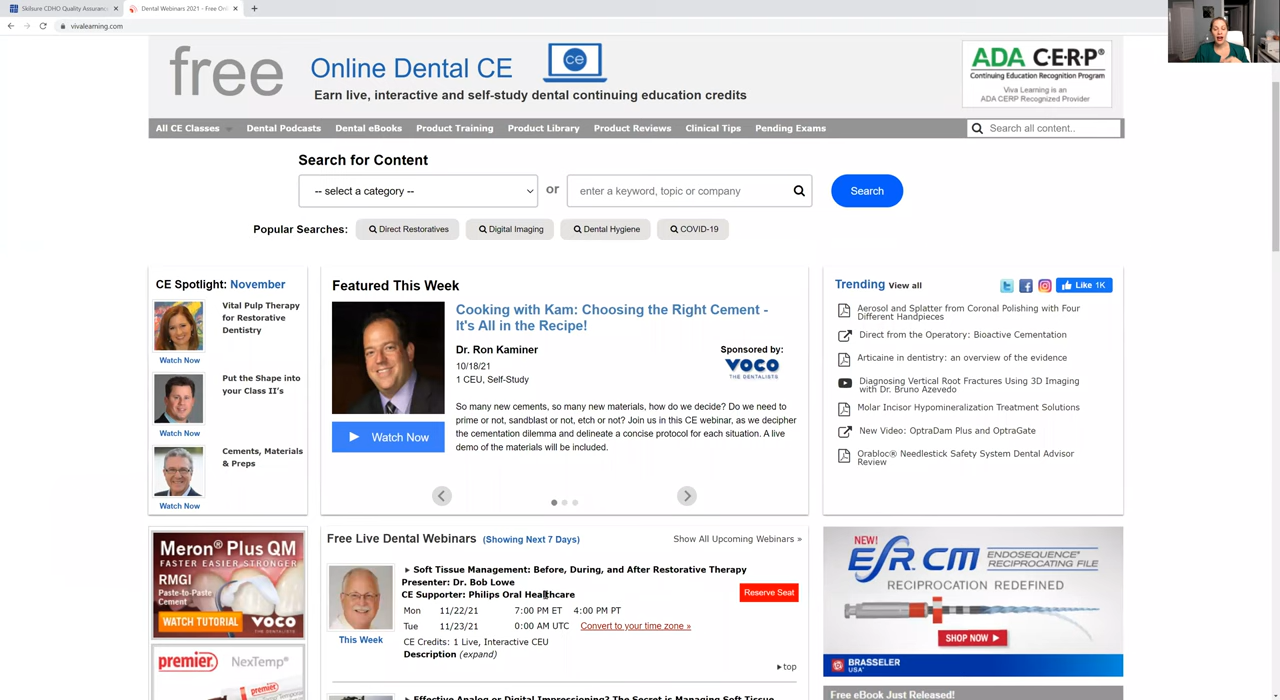 Skilsure CDHO Quality Assurance
Dental Webinars 2021 - Free On
vivalearning.com
free
Online Dental CE
ce
Earn live, interactive and self-study dental continuing education credits
ADA C·E·R·P®
Continuing Education Recognition Program
Viva Learning is an
ADA CERP Recognized Provider
All CE Classes
Dental Podcasts
Dental eBooks
Product Training
Product Library
Product Reviews
Clinical Tips
Pending Exams
Search all content..
Search for Content
-- select a category --
or
enter a keyword, topic or company
Search
Popular Searches:
Direct Restoratives
Digital Imaging
Dental Hygiene
COVID-19
CE Spotlight: November
Vital Pulp Therapy
for Restorative
Dentistry
Watch Now
Put the Shape into
your Class II's
Watch Now
Cements, Materials
& Preps
Watch Now
Featured This Week
Cooking with Kam: Choosing the Right Cement -
It's All in the Recipe!
Dr. Ron Kaminer
10/18/21
1 CEU, Self-Study
Sponsored by:
VOCO
THE DENTALISTS
So many new cements, so many new materials, how do we decide? Do we need to
prime or not, sandblast or not, etch or not? Join us in this CE webinar, as we decipher
the cementation dilemma and delineate a concise protocol for each situation. A live
demo of the materials will be included.
Watch Now
Trending View all
Like 1K
Aerosol and Splatter from Coronal Polishing with Four
Different Handpieces
Direct from the Operatory: Bioactive Cementation
Articaine in dentistry: an overview of the evidence
Diagnosing Vertical Root Fractures Using 3D Imaging
with Dr. Bruno Azevedo
Molar Incisor Hypomineralization Treatment Solutions
New Video: OptraDam Plus and OptraGate
Orabloc® Needlestick Safety System Dental Advisor
Review
Meron® Plus QM
FASTER EASIER STRONGER
RMGI
Paste-to-Paste
Cement
WATCH TUTORIAL
VOCO
THE DENTALISTS
premier®
NexTemp®
premier
Free Live Dental Webinars (Showing Next 7 Days)
Show All Upcoming Webinars »
Soft Tissue Management: Before, During, and After Restorative Therapy
Presenter: Dr. Bob Lowe
CE Supporter: Philips Oral Healthcare
Reserve Seat
Mon 11/22/21 7:00 PM ET 4:00 PM PT
Tue 11/23/21 0:00 AM UTC Convert to your time zone »
This Week
CE Credits: 1 Live, Interactive CEU
Description (expand)
top
Effective Analog or Digital Impressioning? The Secret is Managing Soft Tissue
NEW!
ESR CM
ENDOSEQUENCE®
RECIPROCATING FILE
RECIPROCATION REDEFINED
SHOP NOW
BRASSELER
USA®
Free eBook Just Released!